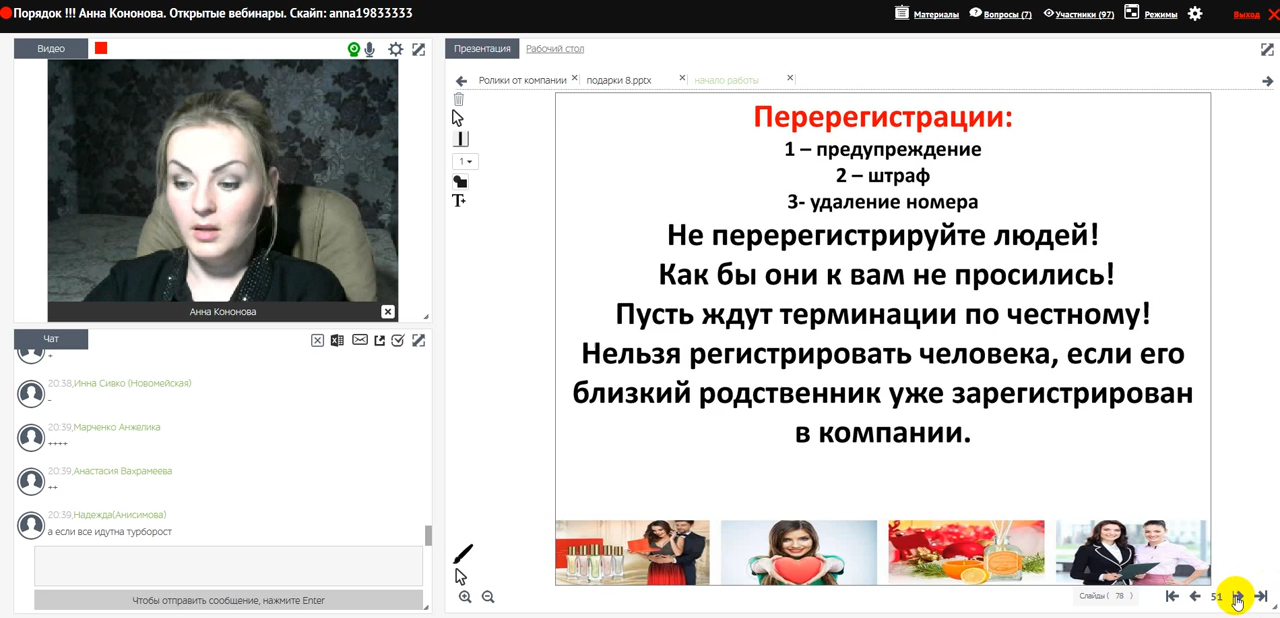 Порядок !!! Анна Кононова. Открытые вебинары. Скайп: anna19833333
Материалы Вопросы (7) Участники (97) Режимы Выход
Видео
Анна Кононова
Чат
+
20:38,Инна Сивко (Новомейская)
-
20:39,Марченко Анжелика
++++
20:39,Анастасия Вахрамеева
++
20:39,Надежда(Анисимова)
а если все идутна турборост
Чтобы отправить сообщение, нажмите Enter
Презентация Рабочий стол
Ролики от компании подарки 8.pptx начало работы
1
T+
Перерегистрации:
1 – предупреждение
2 – штраф
3- удаление номера
Не перерегистрируйте людей!
Как бы они к вам не просились!
Пусть ждут терминации по честному!
Нельзя регистрировать человека, если его
близкий родственник уже зарегистрирован
в компании.
Слайды ( 78 ) 51